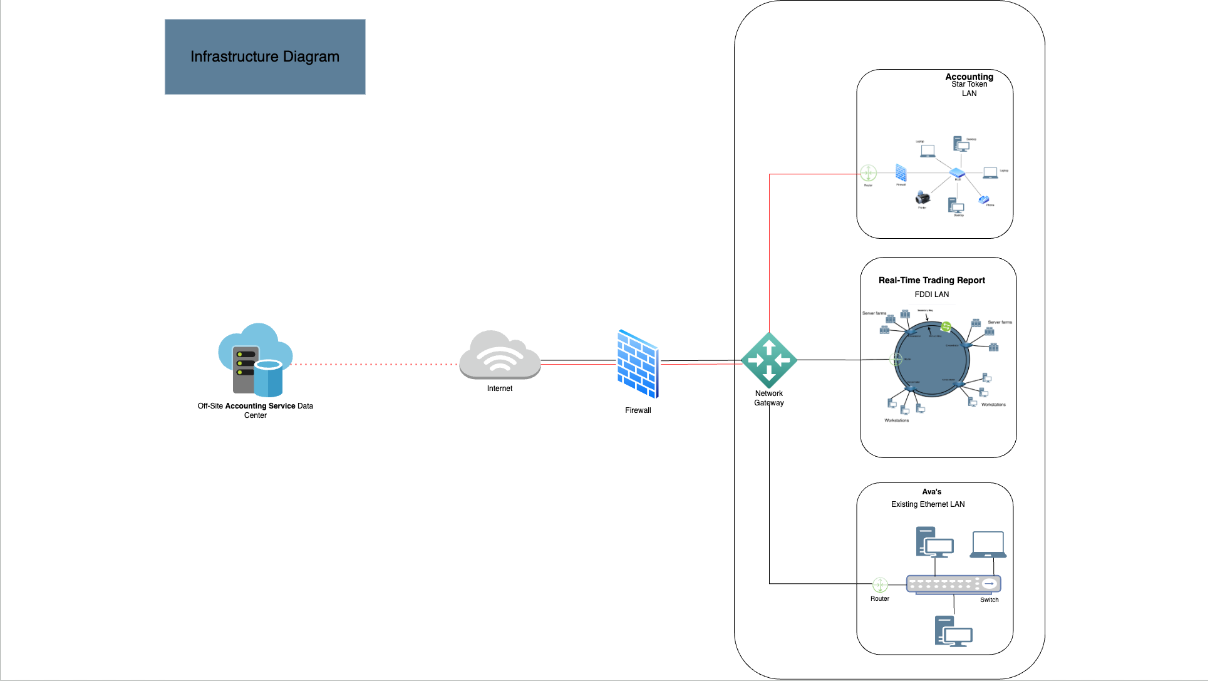 Infrastructure Diagram
Accounting
Star Token
LAN
Router
Firewall
Real-Time Trading Report
FDDI LAN
Server farms
Server farms
Workstations
Workstations
Off-Site Accounting Service Data
Center
Internet
Firewall
Network
Gateway
Ava's
Existing Ethernet LAN
Router
Switch